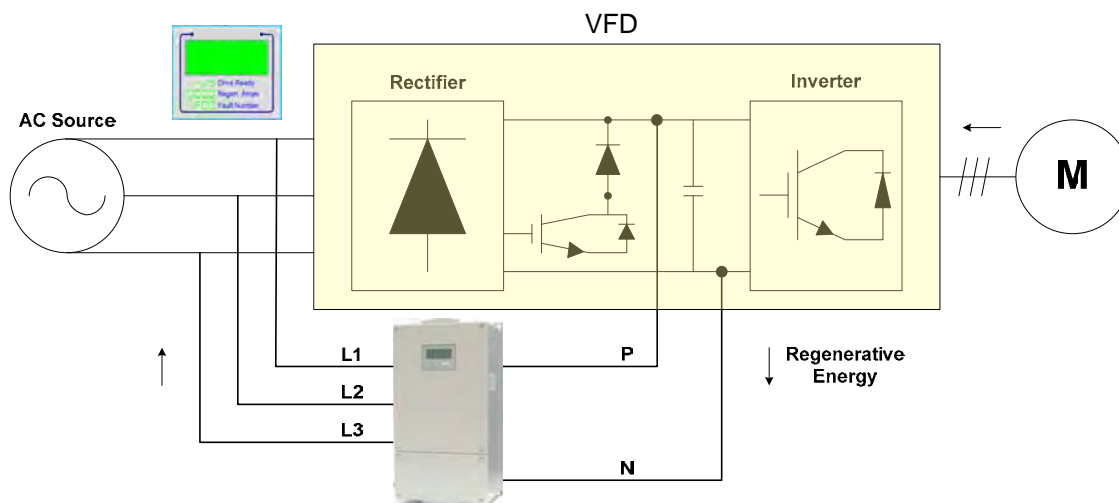 VFD
Drive Ready
Regen. Amps
Fault Number
Rectifier
Inverter
AC Source
M
L1
P
Regenerative
Energy
L2
L3
N